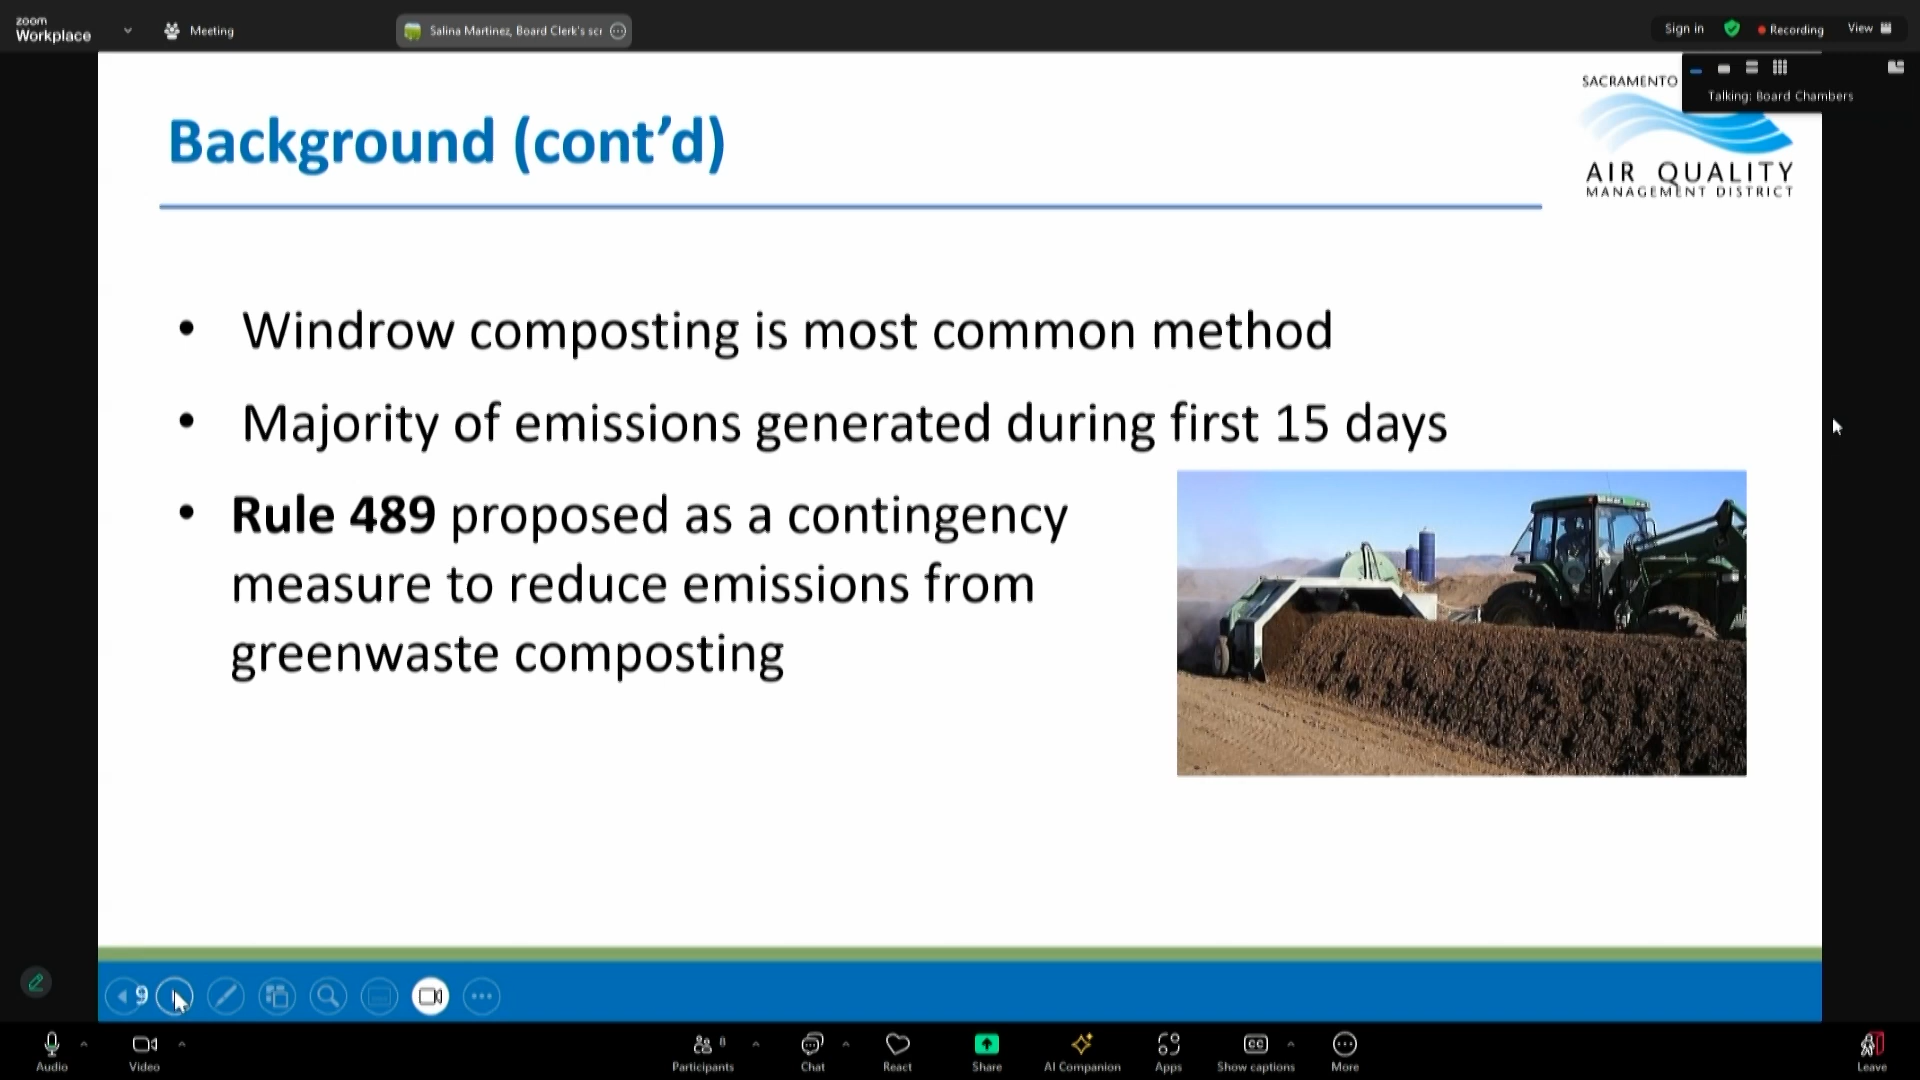 zoom
Workplace
Meeting
Salina Martinez, Board Clerk's scr
Sign in
Recording
View
Talking: Board Chambers
SACRAMENTO
AIR QUALITY
MANAGEMENT DISTRICT
Background (cont’d)
• Windrow composting is most common method
• Majority of emissions generated during first 15 days
• Rule 489 proposed as a contingency
measure to reduce emissions from
greenwaste composting
9
Audio
Video
Participants
8
Chat
React
Share
AI Companion
Apps
CC
Show captions
More
Leave